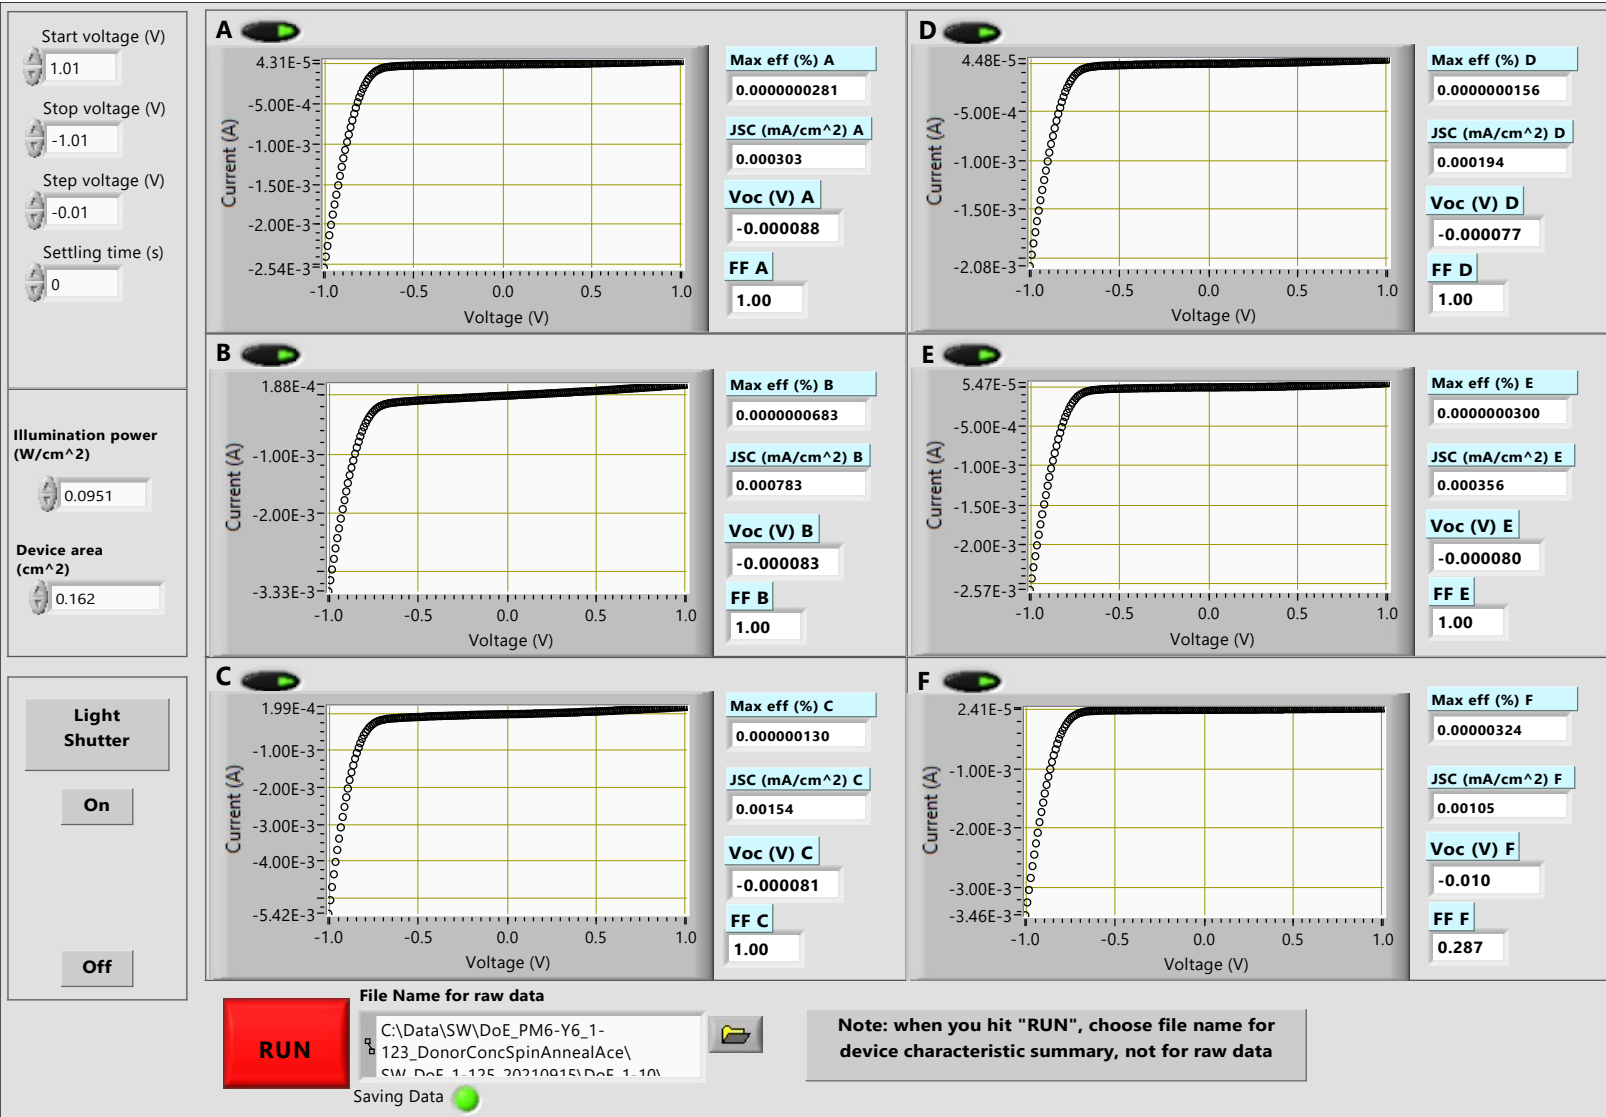 Start voltage (V)
1.01
Stop voltage (V)
-1.01
Step voltage (V)
-0.01
Settling time (s)
0
Illumination power
(W/cm^2)
0.0951
Device area
(cm^2)
0.162
Light
Shutter
On
Off
A
Current (A)
4.31E-5
-5.00E-4
-1.00E-3
-1.50E-3
-2.00E-3
-2.54E-3
-1.0 -0.5 0.0 0.5 1.0
Voltage (V)
Max eff (%) A
0.0000000281
JSC (mA/cm^2) A
0.000303
Voc (V) A
-0.000088
FF A
1.00
B
Current (A)
1.88E-4
-1.00E-3
-2.00E-3
-3.33E-3
-1.0 -0.5 0.0 0.5 1.0
Voltage (V)
Max eff (%) B
0.0000000683
JSC (mA/cm^2) B
0.000783
Voc (V) B
-0.000083
FF B
1.00
C
Current (A)
1.99E-4
-1.00E-3
-2.00E-3
-3.00E-3
-4.00E-3
-5.42E-3
-1.0 -0.5 0.0 0.5 1.0
Voltage (V)
Max eff (%) C
0.000000130
JSC (mA/cm^2) C
0.00154
Voc (V) C
-0.000081
FF C
1.00
D
Current (A)
4.48E-5
-5.00E-4
-1.00E-3
-1.50E-3
-2.08E-3
-1.0 -0.5 0.0 0.5 1.0
Voltage (V)
Max eff (%) D
0.0000000156
JSC (mA/cm^2) D
0.000194
Voc (V) D
-0.000077
FF D
1.00
E
Current (A)
5.47E-5
-5.00E-4
-1.00E-3
-1.50E-3
-2.00E-3
-2.57E-3
-1.0 -0.5 0.0 0.5 1.0
Voltage (V)
Max eff (%) E
0.0000000300
JSC (mA/cm^2) E
0.000356
Voc (V) E
-0.000080
FF E
1.00
F
Current (A)
2.41E-5
-1.00E-3
-2.00E-3
-3.00E-3
-3.46E-3
-1.0 -0.5 0.0 0.5 1.0
Voltage (V)
Max eff (%) F
0.00000324
JSC (mA/cm^2) F
0.00105
Voc (V) F
-0.010
FF F
0.287
RUN
File Name for raw data
C:\Data\SW\DoE_PM6-Y6_1-
123_DonorConcSpinAnnealAce\
SW_DoE_1-125_20210915\DoE_1-10\
Saving Data
Note: when you hit "RUN", choose file name for
device characteristic summary, not for raw data